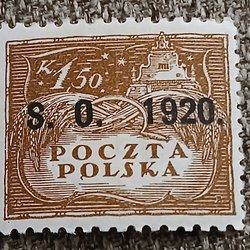 K 1,50.
S. O. 1920.
POCZTA
POLSKA